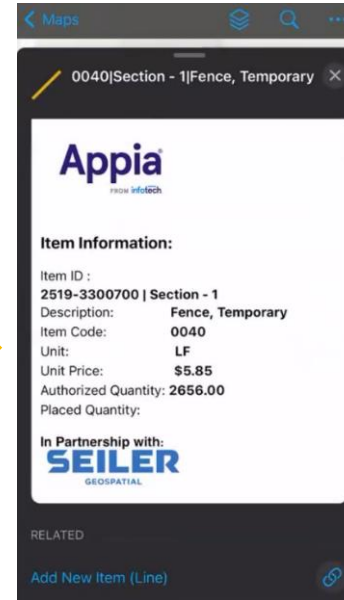 Maps
0040|Section - 1|Fence, Temporary
Appia
FROM infotech
Item Information:
Item ID :
2519-3300700 | Section - 1
Description: Fence, Temporary
Item Code: 0040
Unit: LF
Unit Price: $5.85
Authorized Quantity: 2656.00
Placed Quantity:
In Partnership with:
SEILER
GEOSPATIAL
RELATED
Add New Item (Line)